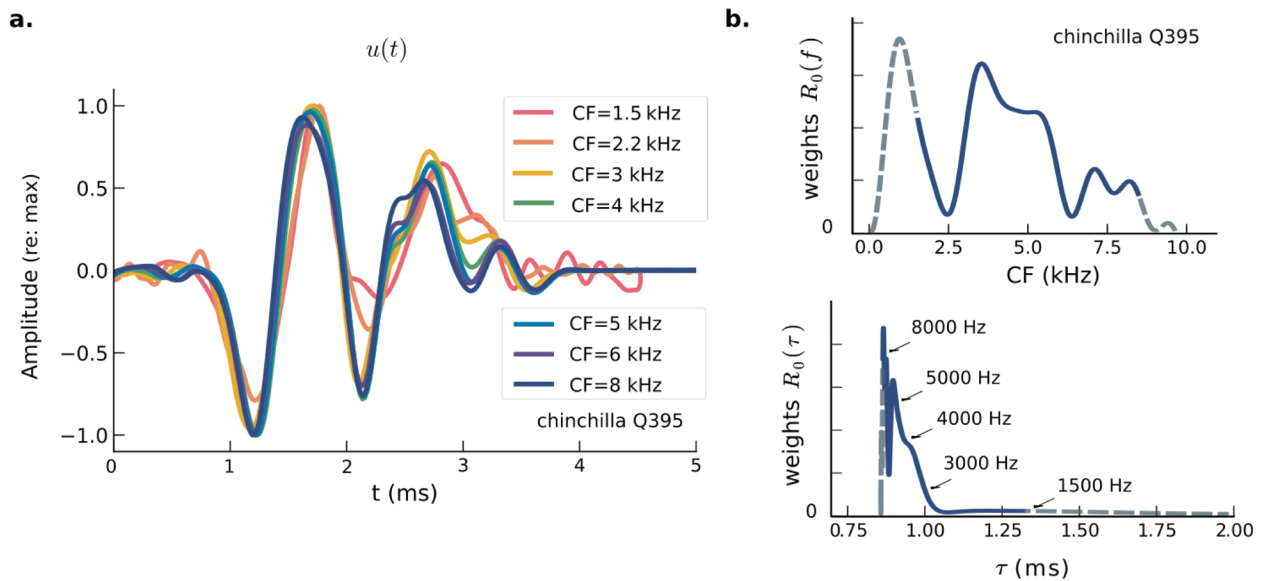 a.
u(t)
Amplitude (re: max)
1.0
0.5
0.0
−0.5
−1.0
CF=1.5 kHz
CF=2.2 kHz
CF=3 kHz
CF=4 kHz
CF=5 kHz
CF=6 kHz
CF=8 kHz
chinchilla Q395
0 1 2 3 4 5
t (ms)
b.
chinchilla Q395
weights R₀(f)
0
0.0 2.5 5.0 7.5 10.0
CF (kHz)
weights R₀(τ)
8000 Hz
5000 Hz
4000 Hz
3000 Hz
1500 Hz
0
0.75 1.00 1.25 1.50 1.75 2.00
τ (ms)